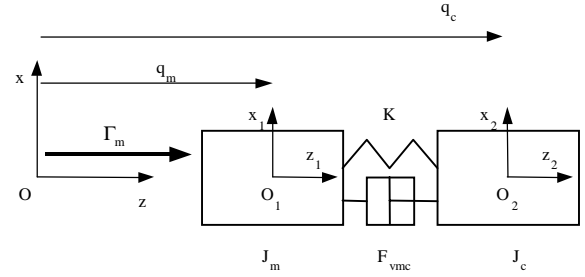 q_c
q_m
x
x_1
K
x_2
Γ_m
z_1
z_2
O
z
O_1
O_2
J_m
F_vmc
J_c